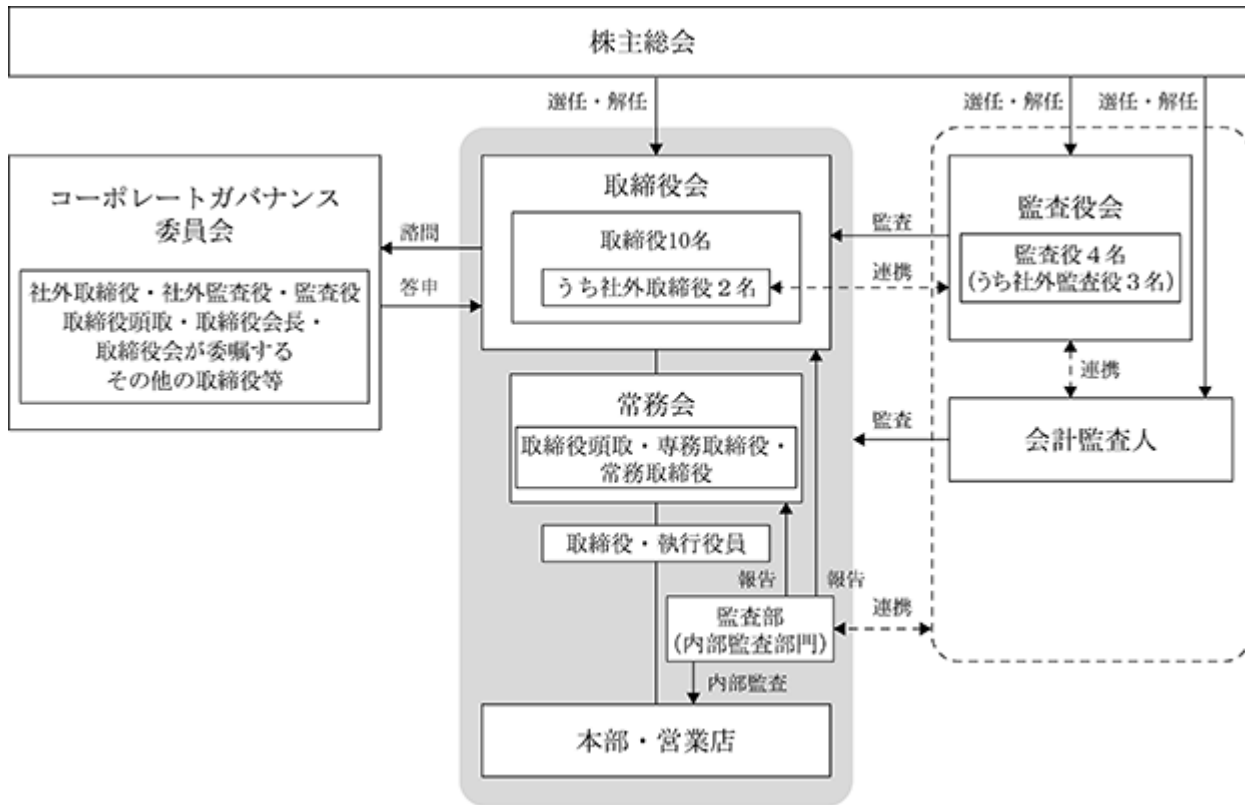 株主総会
選任・解任
選任・解任
選任・解任
コーポレートガバナンス
委員会
社外取締役・社外監査役・監査役
取締役頭取・取締役会長・
取締役会が委嘱する
その他の取締役等
諮問
答申
取締役会
取締役10名
うち社外取締役2名
監査
連携
監査役会
監査役4名
(うち社外監査役3名)
連携
常務会
取締役頭取・専務取締役・
常務取締役
監査
会計監査人
取締役・執行役員
報告
報告
監査部
(内部監査部門)
連携
内部監査
本部・営業店